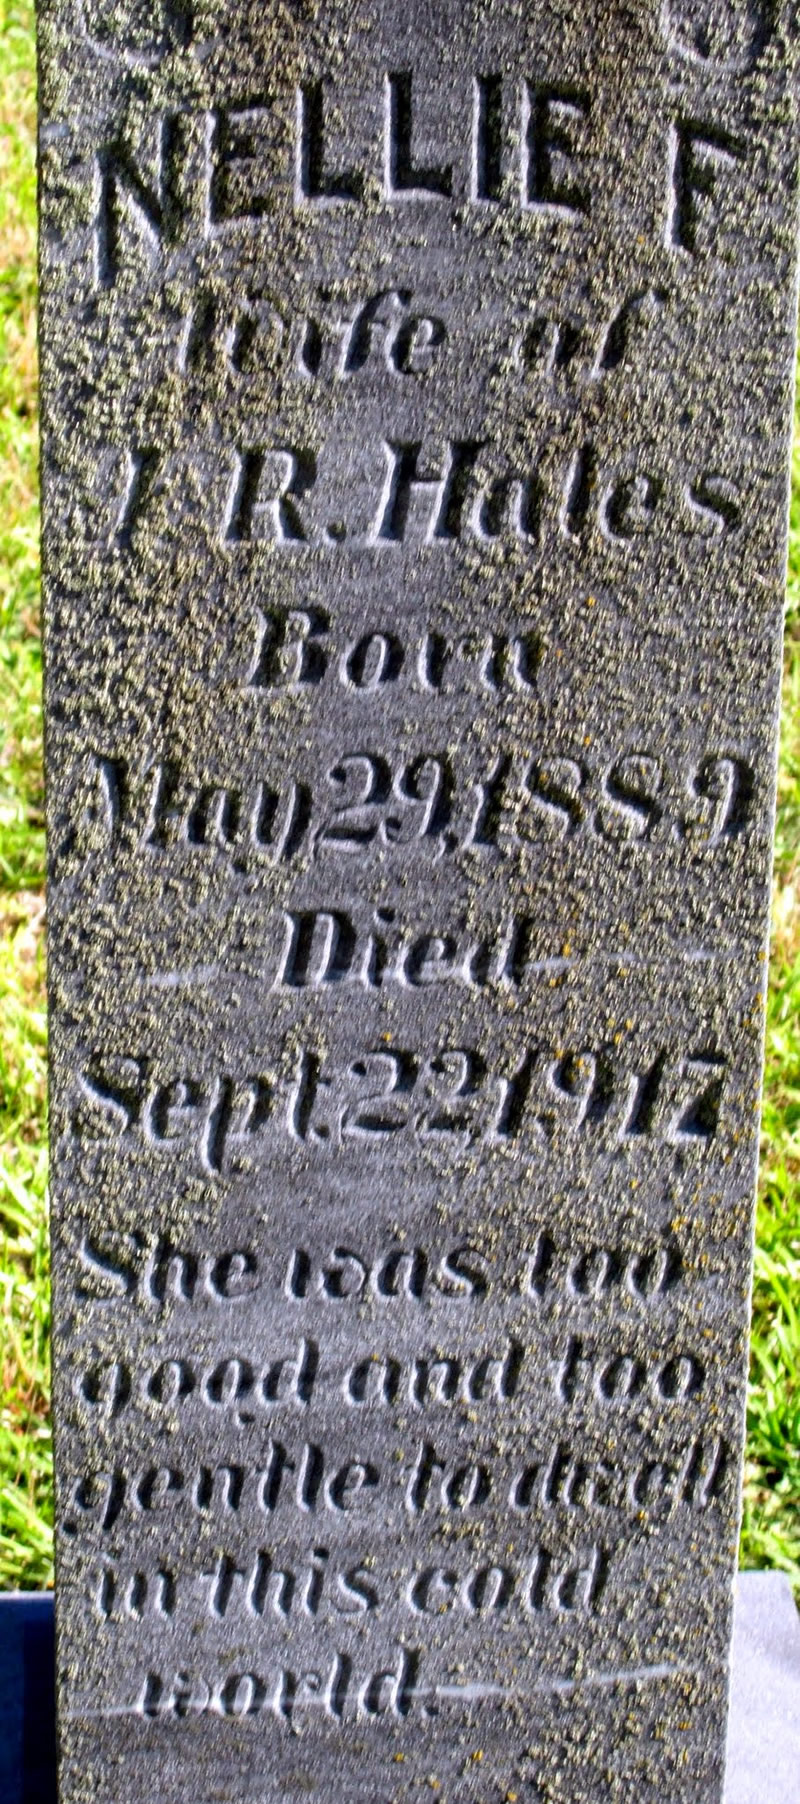 NELLIE F
Wife of
I R. Hales
Born
May 29, 1889
Died
Sept. 22, 1917
She was too
good and too
gentle to dwell
in this cold
world.